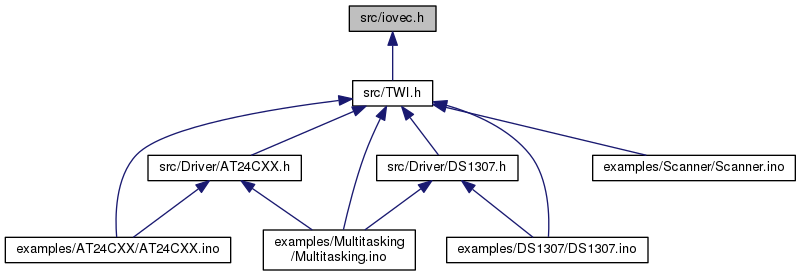 src/iovec.h
src/TWI.h
src/Driver/AT24CXX.h
src/Driver/DS1307.h
examples/Scanner/Scanner.ino
examples/AT24CXX/AT24CXX.ino
examples/Multitasking
/Multitasking.ino
examples/DS1307/DS1307.ino